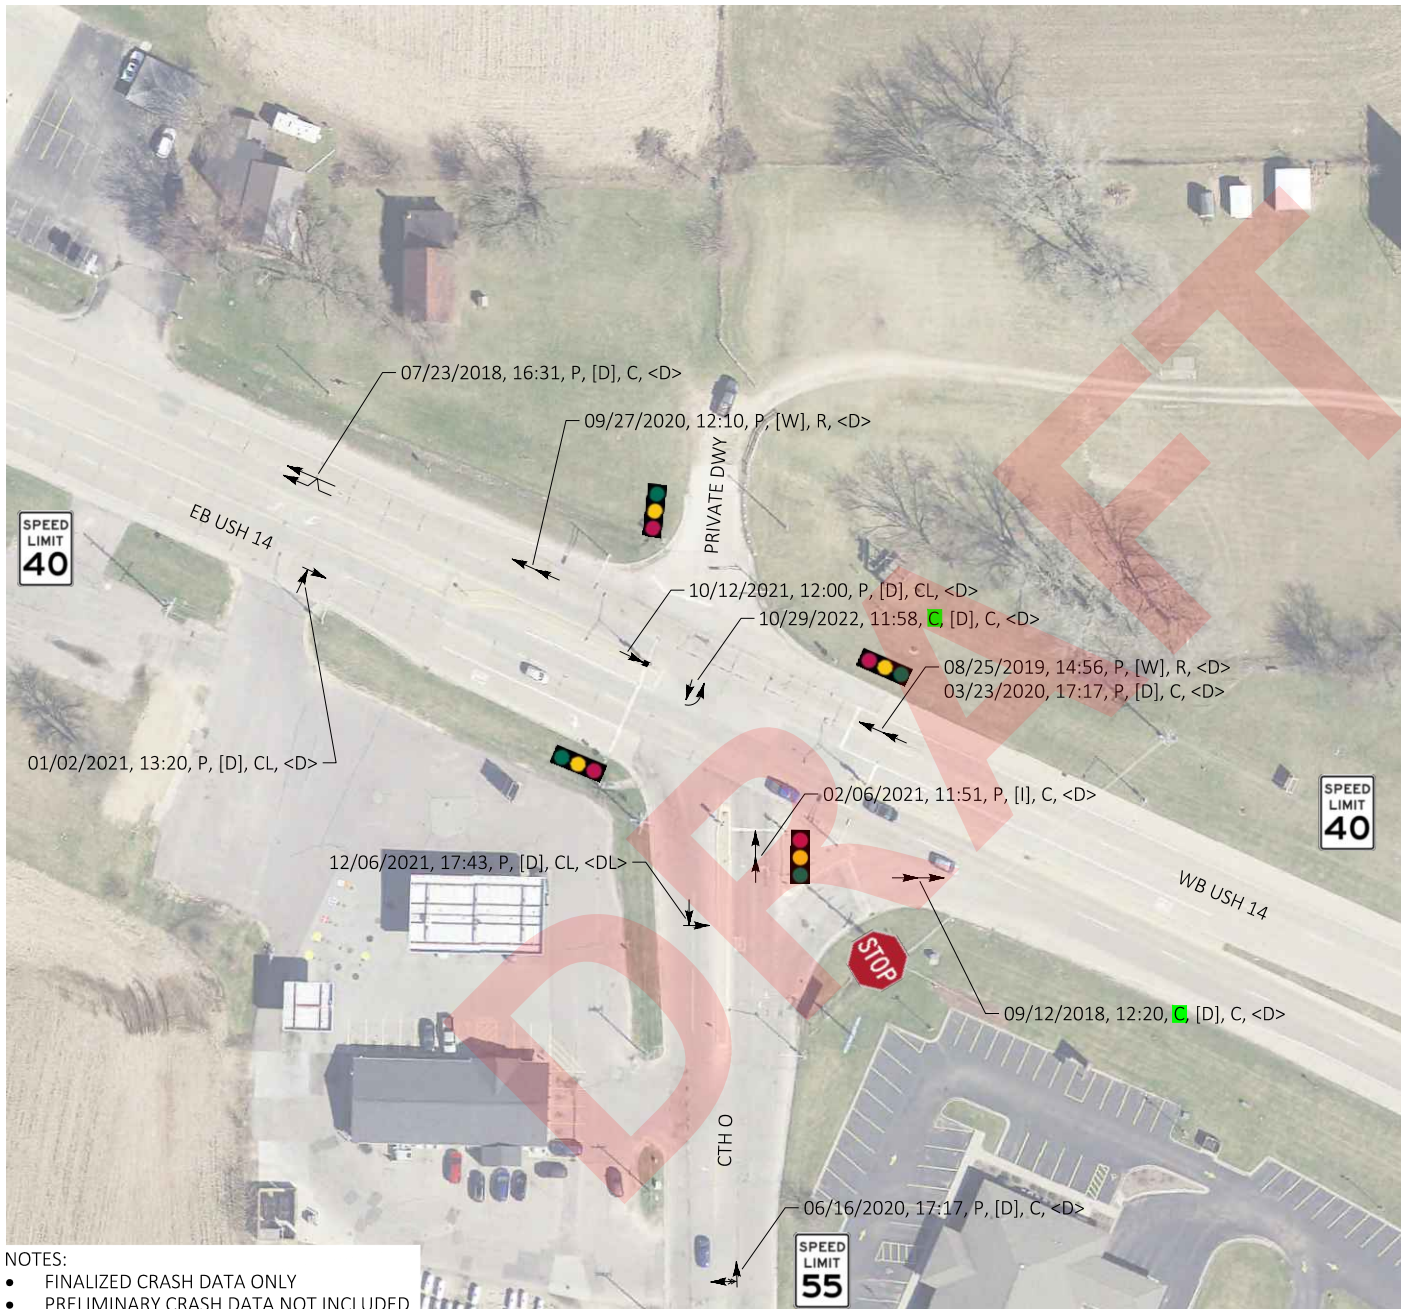 07/23/2018, 16:31, P, [D], C, <D>
09/27/2020, 12:10, P, [W], R, <D>
PRIVATE DWY
EB USH 14
SPEED
LIMIT
40
10/12/2021, 12:00, P, [D], CL, <D>
10/29/2022, 11:58, C, [D], C, <D>
08/25/2019, 14:56, P, [W], R, <D>
03/23/2020, 17:17, P, [D], C, <D>
01/02/2021, 13:20, P, [D], CL, <D>
02/06/2021, 11:51, P, [I], C, <D>
SPEED
LIMIT
40
12/06/2021, 17:43, P, [D], CL, <DL>
WB USH 14
STOP
09/12/2018, 12:20, C, [D], C, <D>
CTH O
06/16/2020, 17:17, P, [D], C, <D>
SPEED
LIMIT
55
DRAFT
NOTES:
• FINALIZED CRASH DATA ONLY
• PRELIMINARY CRASH DATA NOT INCLUDED